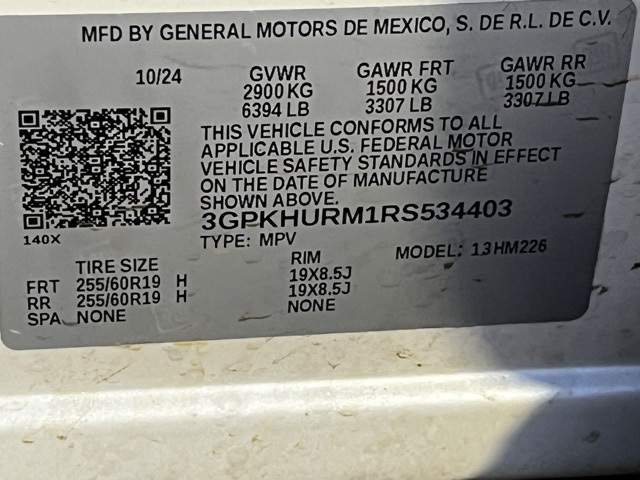 MFD BY GENERAL MOTORS DE MEXICO, S. DE R.L. DE C.V.
10/24 GVWR GAWR FRT GAWR RR
2900 KG 1500 KG 1500 KG
6394 LB 3307 LB 3307 LB
THIS VEHICLE CONFORMS TO ALL
APPLICABLE U.S. FEDERAL MOTOR
VEHICLE SAFETY STANDARDS IN EFFECT
ON THE DATE OF MANUFACTURE
SHOWN ABOVE.
3GPKHURM1RS534403
140X
TYPE: MPV MODEL: 13HM226
TIRE SIZE RIM
FRT 255/60R19 H 19X8.5J
RR 255/60R19 H 19X8.5J
SPA NONE NONE